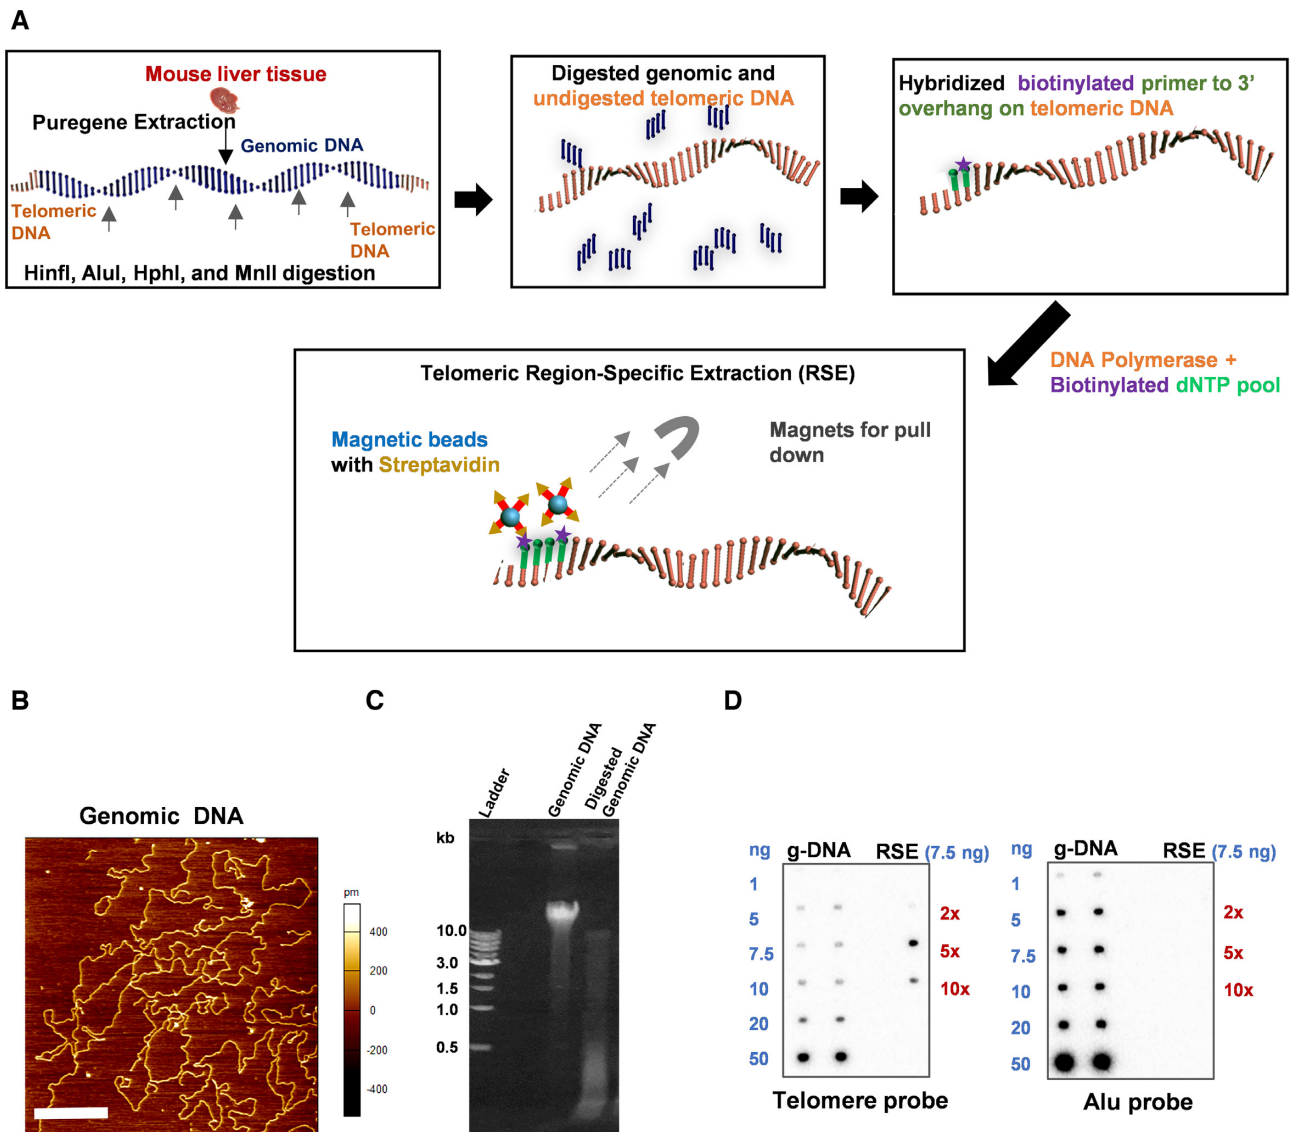 A
Mouse liver tissue
Puregene Extraction
Genomic DNA
Telomeric
DNA
Telomeric
DNA
HinfI, AluI, HphI, and MnlI digestion
Digested genomic and
undigested telomeric DNA
Hybridized biotinylated primer to 3’
overhang on telomeric DNA
DNA Polymerase +
Biotinylated dNTP pool
Telomeric Region-Specific Extraction (RSE)
Magnetic beads
with Streptavidin
Magnets for pull
down
B
Genomic DNA
pm
400
200
0
-200
-400
C
Ladder
Genomic DNA
Digested
Genomic DNA
kb
10.0
3.0
1.5
1.0
0.5
D
ng g-DNA RSE (7.5 ng)
1
5
7.5
10
20
50
2x
5x
10x
Telomere probe
ng g-DNA RSE (7.5 ng)
1
5
7.5
10
20
50
2x
5x
10x
Alu probe